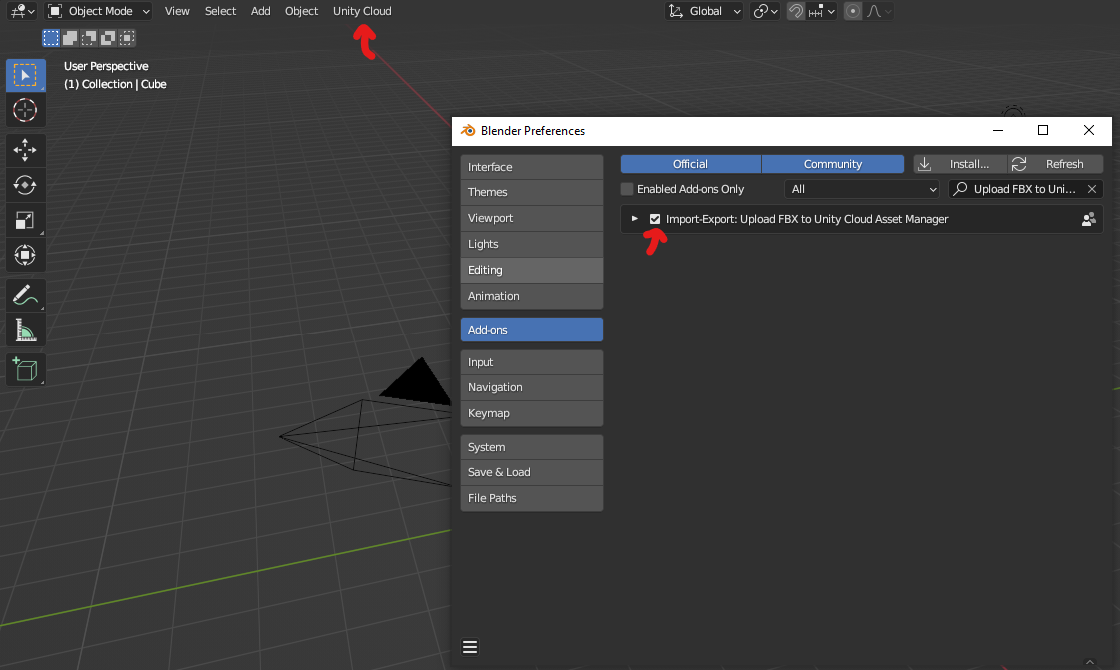 Object Mode View Select Add Object Unity Cloud Global
User Perspective
(1) Collection | Cube
Blender Preferences
Interface
Themes
Viewport
Lights
Editing
Animation
Add-ons
Input
Navigation
Keymap
System
Save & Load
File Paths
Official Community Install... Refresh
Enabled Add-ons Only All Upload FBX to Uni...
Import-Export: Upload FBX to Unity Cloud Asset Manager